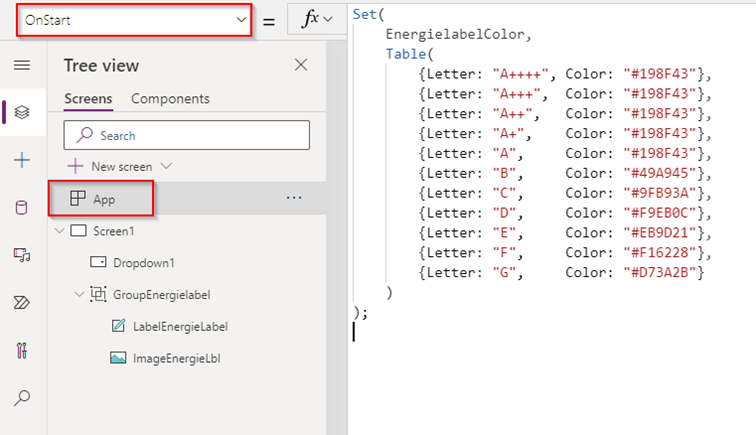 OnStart
=
fx
Tree view
Screens
Components
Search
New screen
App
...
Screen1
Dropdown1
GroupEnergielabel
LabelEnergieLabel
ImageEnergieLbl
Set(
EnergielabelColor,
Table(
{Letter: "A++++", Color: "#198F43"},
{Letter: "A+++", Color: "#198F43"},
{Letter: "A++", Color: "#198F43"},
{Letter: "A+", Color: "#198F43"},
{Letter: "A", Color: "#198F43"},
{Letter: "B", Color: "#49A945"},
{Letter: "C", Color: "#9FB93A"},
{Letter: "D", Color: "#F9EB0C"},
{Letter: "E", Color: "#EB9D21"},
{Letter: "F", Color: "#F16228"},
{Letter: "G", Color: "#D73A2B"}
)
);